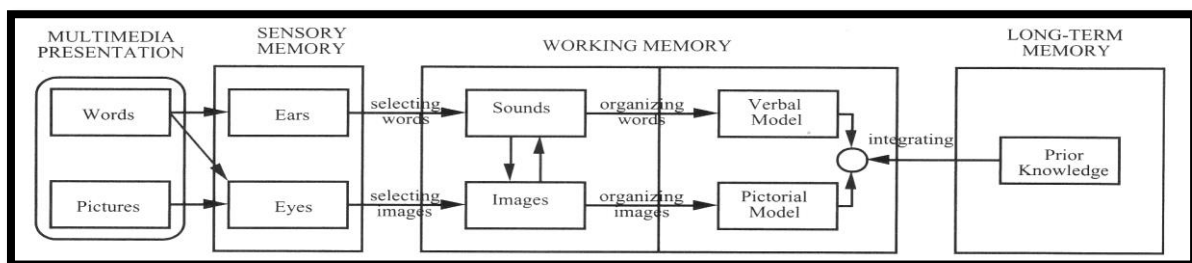 MULTIMEDIA
PRESENTATION
SENSORY
MEMORY
WORKING MEMORY
LONG-TERM
MEMORY
Words
Ears
selecting
words
Sounds
organizing
words
Verbal
Model
integrating
Prior
Knowledge
Pictures
Eyes
selecting
images
Images
organizing
images
Pictorial
Model